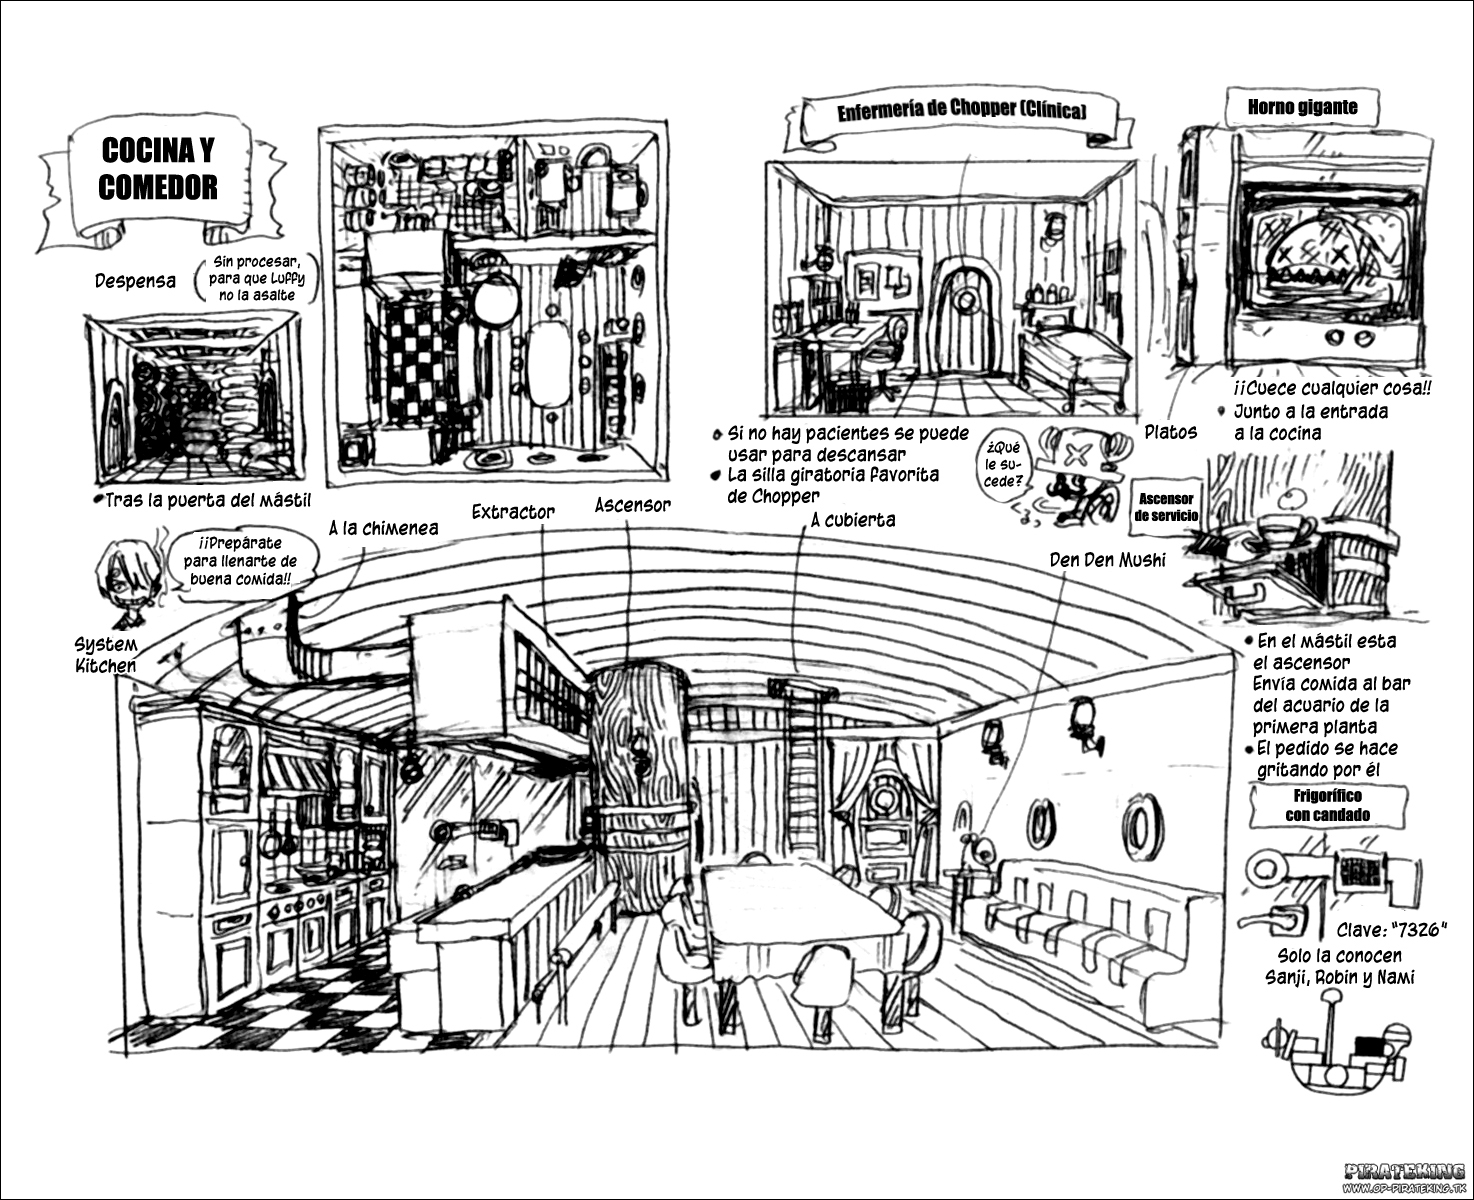 COCINA Y
COMEDOR
Despensa
Sin procesar,
para que Luffy
no la asalte
• Tras la puerta del mástil
Enfermería de Chopper (Clínica)
• Si no hay pacientes se puede
usar para descansar
• La silla giratoria favorita
de Chopper
¿Qué
le su-
cede?
Horno gigante
¡¡Cuece cualquier cosa!!
• Junto a la entrada
a la cocina
Platos
Ascensor
de servicio
• En el mástil esta
el ascensor
Envía comida al bar
del acuario de la
primera planta
• El pedido se hace
gritando por él
¡¡Prepárate
para llenarte de
buena comida!!
System
Kitchen
A la chimenea
Extractor
Ascensor
A cubierta
Den Den Mushi
Frigorífico
con candado
Clave: "7326"
Solo la conocen
Sanji, Robin y Nami
PIRATEKING
WWW.OP-PIRATEKING.TK